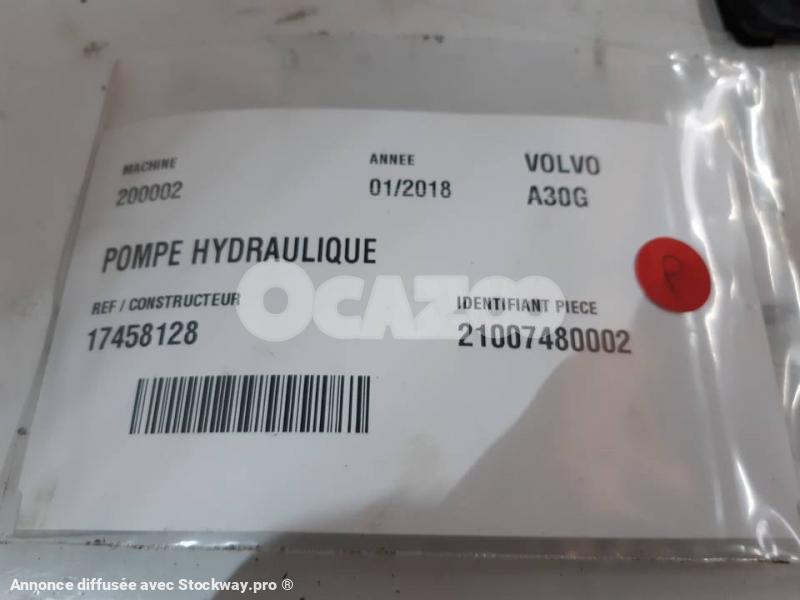 MACHINE ANNEE VOLVO
200002 01/2018 A30G
POMPE HYDRAULIQUE
REF / CONSTRUCTEUR IDENTIFIANT PIECE
17458128 21007480002
P
OCAZOO
Annonce diffusée avec Stockway.pro ®